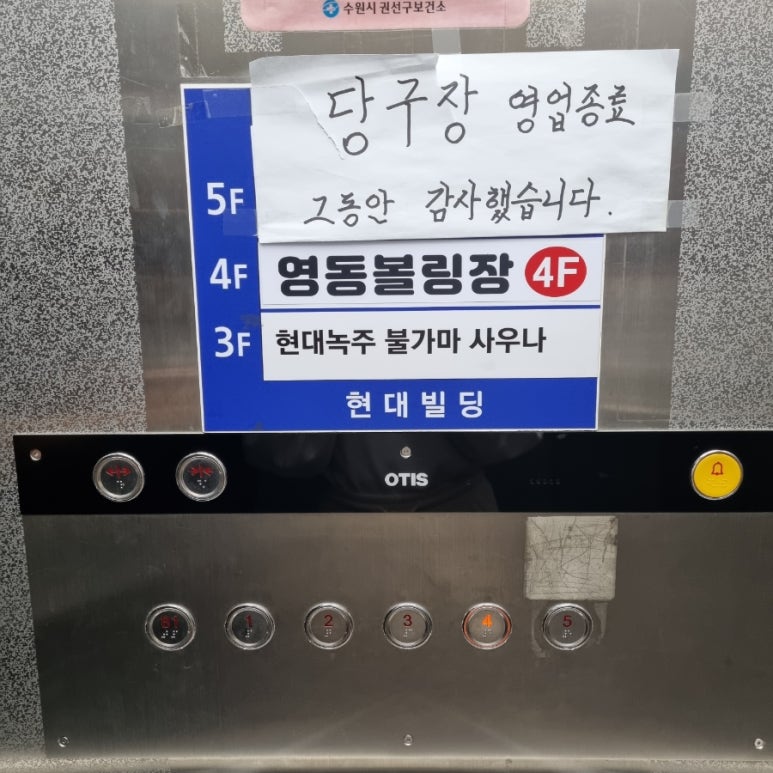 수원시 권선구보건소
당구장 영업종료
그동안 감사했습니다.
5F
4F 영동볼링장 4F
3F 현대녹주 불가마 사우나
현대빌딩
OTIS
B1 1 2 3 4 5